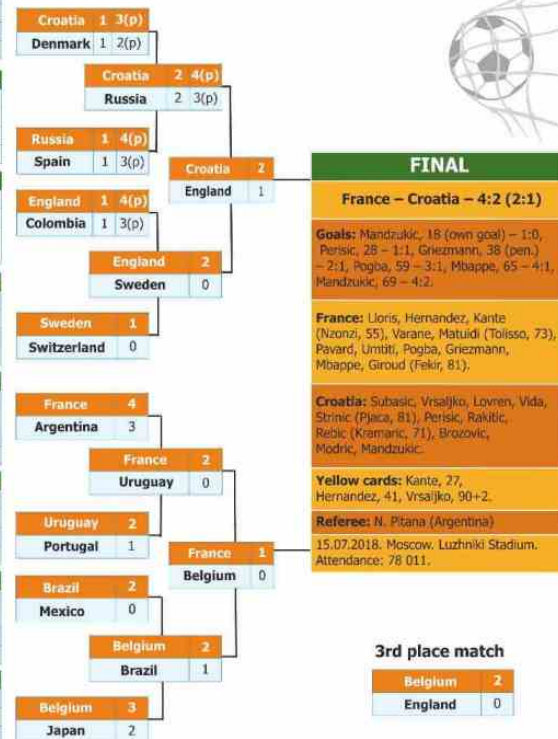 Croatia 1 3(p)
Denmark 1 2(p)
Croatia 2 4(p)
Russia 2 3(p)
Russia 1 4(p)
Spain 1 3(p)
Croatia 2
England 1
England 1 4(p)
Colombia 1 3(p)
England 2
Sweden 0
Sweden 1
Switzerland 0
France 4
Argentina 3
France 2
Uruguay 0
Uruguay 2
Portugal 1
France 1
Belgium 0
Brazil 2
Mexico 0
Belgium 2
Brazil 1
Belgium 3
Japan 2
FINAL
France – Croatia – 4:2 (2:1)
Goals: Mandzukic, 18 (own goal) – 1:0,
Perisic, 28 – 1:1, Griezmann, 38 (pen.)
– 2:1, Pogba, 59 – 3:1, Mbappe, 65 – 4:1,
Mandzukic, 69 – 4:2.
France: Lloris, Hernandez, Kante
(Nzonzi, 55), Varane, Matuidi (Tolisso, 73),
Pavard, Umtiti, Pogba, Griezmann,
Mbappe, Giroud (Fekir, 81).
Croatia: Subasic, Vrsaljko, Lovren, Vida,
Strinic (Pjaca, 81), Perisic, Rakitic,
Rebic (Kramaric, 71), Brozovic,
Modric, Mandzukic.
Yellow cards: Kante, 27,
Hernandez, 41, Vrsaljko, 90+2.
Referee: N. Pitana (Argentina)
15.07.2018. Moscow. Luzhniki Stadium.
Attendance: 78 011.
3rd place match
Belgium 2
England 0